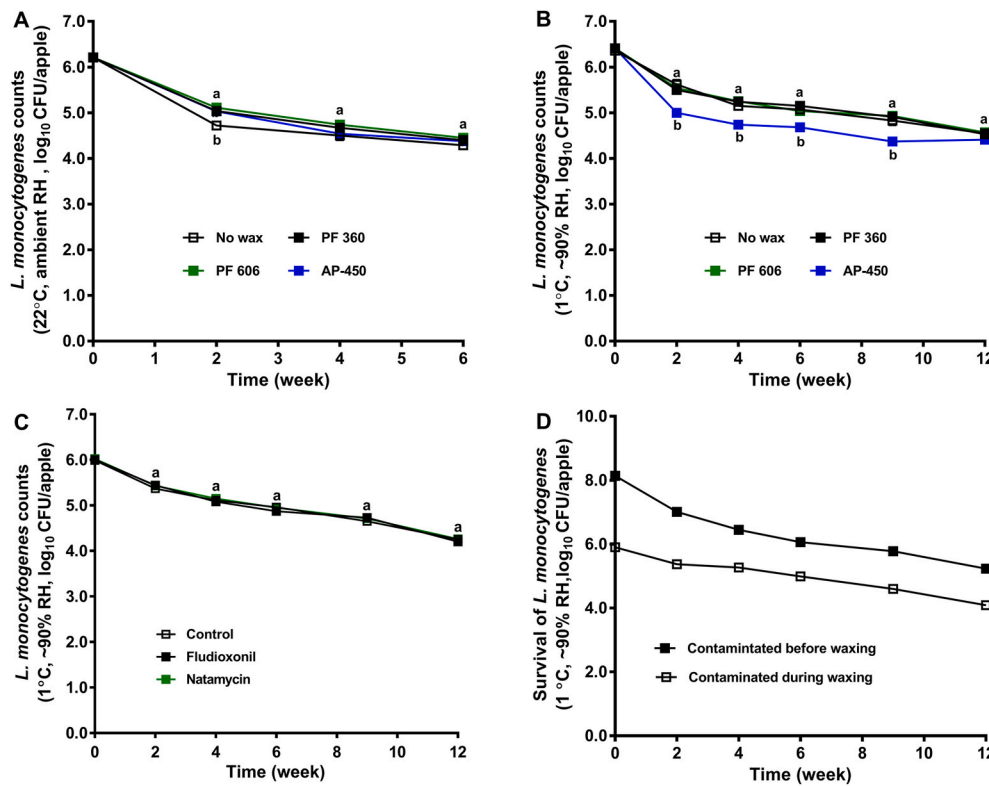 A
L. monocytogenes counts
(22°C, ambient RH , log10 CFU/apple)
7.0
6.0
5.0
4.0
3.0
2.0
1.0
0.0
a
a
b
No wax
PF 360
PF 606
AP-450
0 1 2 3 4 5 6
Time (week)
B
L. monocytogenes counts
(1°C, ~90% RH, log10 CFU/apple)
7.0
6.0
5.0
4.0
3.0
2.0
1.0
0.0
a a a a a
b b b b
No wax
PF 360
PF 606
AP-450
0 2 4 6 8 10 12
Time (week)
C
L. monocytogenes counts
(1°C, ~90% RH, log10 CFU/apple)
7.0
6.0
5.0
4.0
3.0
2.0
1.0
0.0
a a a a a
Control
Fludioxonil
Natamycin
0 2 4 6 8 10 12
Time (week)
D
Survival of L. monocytogenes
(1 °C, ~90% RH,log10 CFU/apple)
10.0
8.0
6.0
4.0
2.0
0.0
Contamintated before waxing
Contaminated during waxing
0 2 4 6 8 10 12
Time (week)